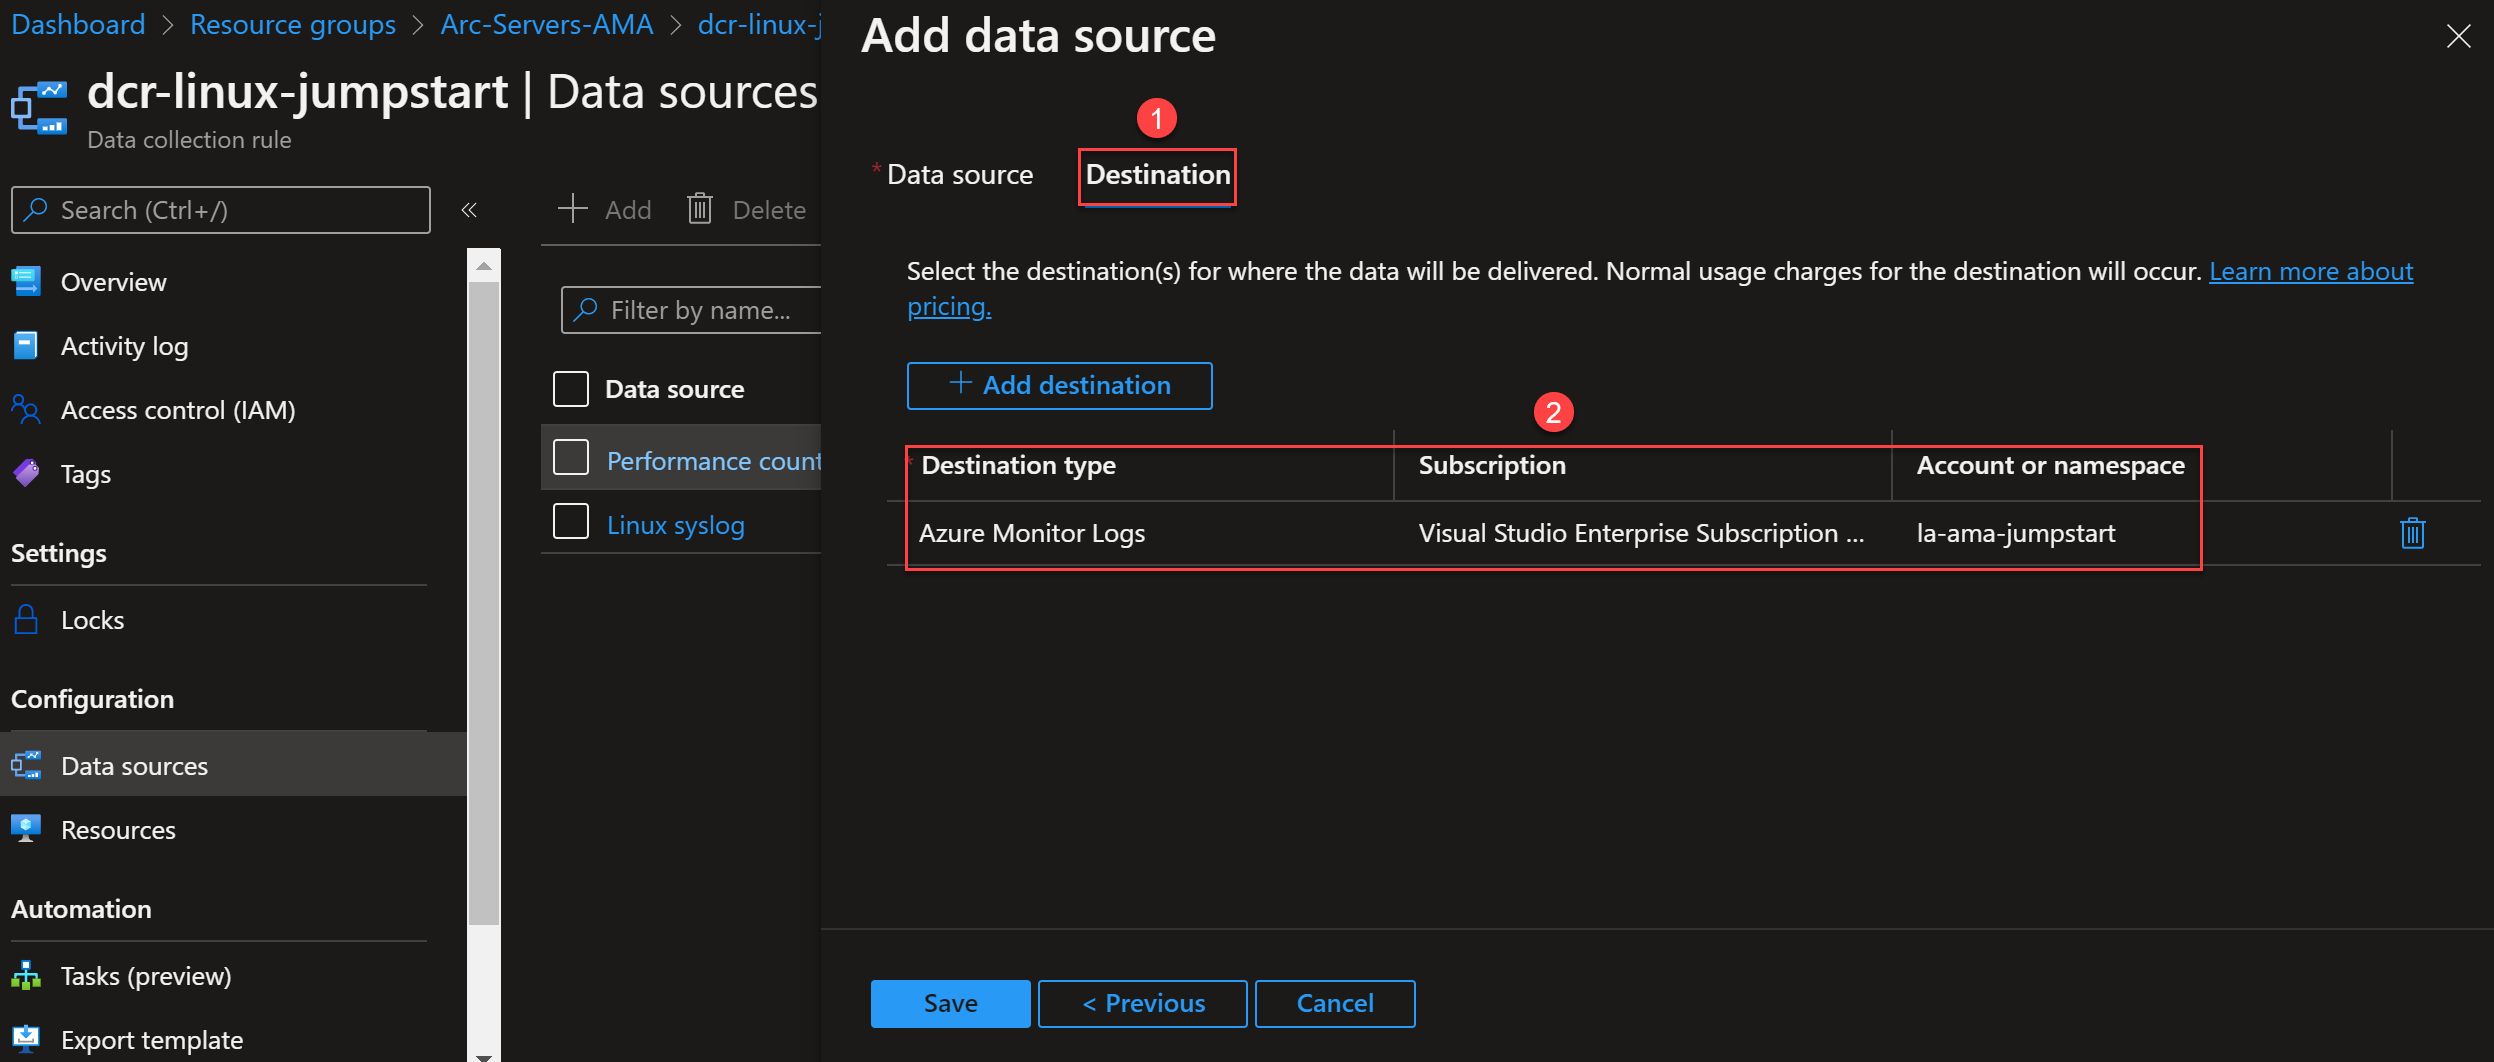 Dashboard > Resource groups > Arc-Servers-AMA > dcr-linux-j
dcr-linux-jumpstart | Data sources
Data collection rule
Search (Ctrl+/)
«
Overview
Activity log
Access control (IAM)
Tags
Settings
Locks
Configuration
Data sources
Resources
Automation
Tasks (preview)
Export template
+ Add Delete
Filter by name...
Data source
Performance count
Linux syslog
Add data source
1
* Data source Destination
Select the destination(s) for where the data will be delivered. Normal usage charges for the destination will occur. Learn more about
pricing.
+ Add destination
2
* Destination type Subscription Account or namespace
Azure Monitor Logs Visual Studio Enterprise Subscription ... la-ama-jumpstart
Save < Previous Cancel